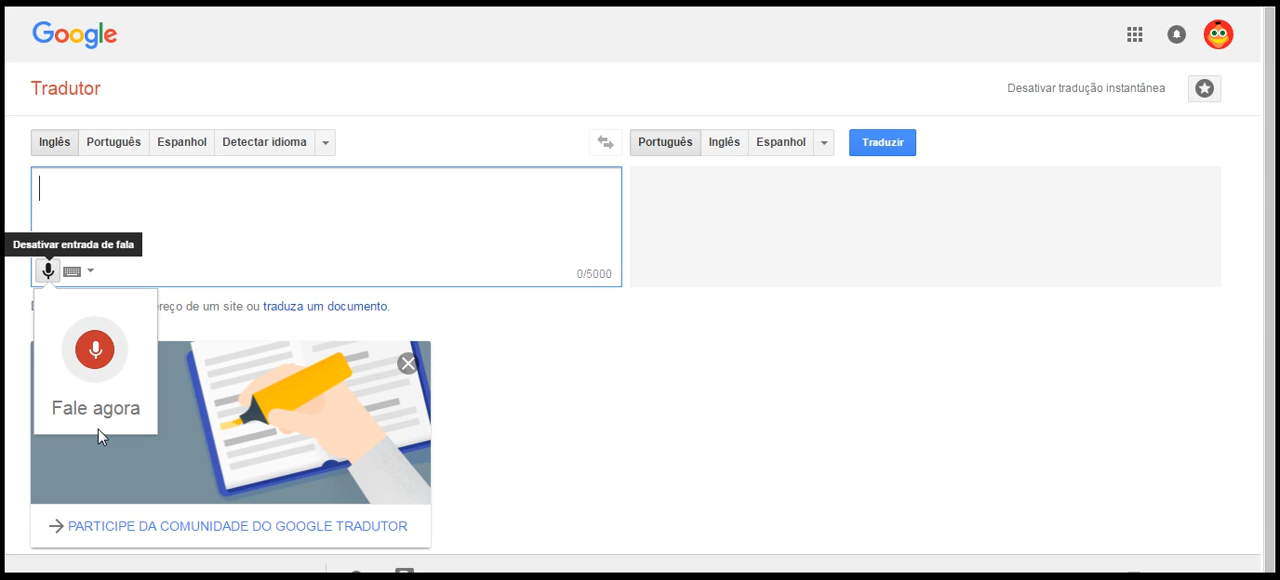 Google
Tradutor
Desativar tradução instantânea
Inglês Português Espanhol Detectar idioma
Português Inglês Espanhol
Traduzir
Desativar entrada de fala
0/5000
de um site ou traduza um documento.
Fale agora
PARTICIPE DA COMUNIDADE DO GOOGLE TRADUTOR